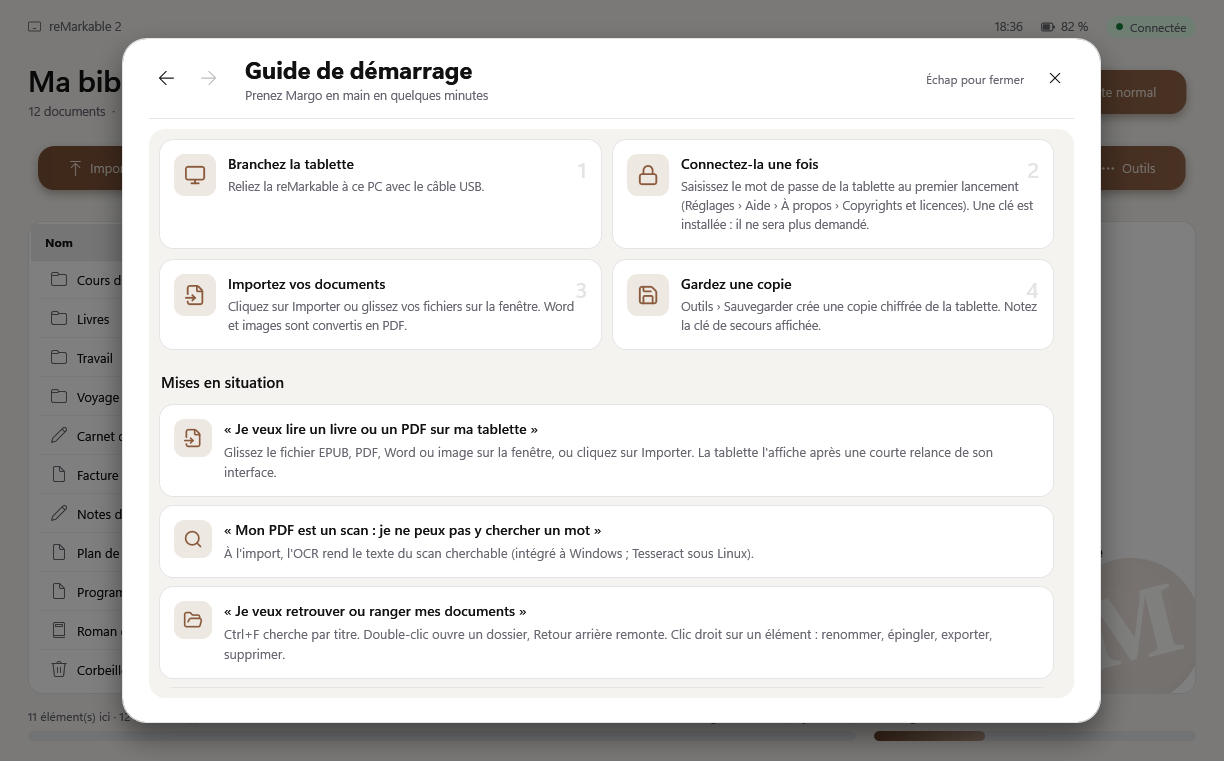 reMarkable 2
18:36
82 %
Connectée
Ma bib
12 documents ·
te normal
Impor
Outils
Guide de démarrage
Prenez Margo en main en quelques minutes
Échap pour fermer
Branchez la tablette
1
Reliez la reMarkable à ce PC avec le câble USB.
Connectez-la une fois
2
Saisissez le mot de passe de la tablette au premier lancement
(Réglages › Aide › À propos › Copyrights et licences). Une clé est
installée : il ne sera plus demandé.
Importez vos documents
3
Cliquez sur Importer ou glissez vos fichiers sur la fenêtre. Word
et images sont convertis en PDF.
Gardez une copie
4
Outils › Sauvegarder crée une copie chiffrée de la tablette. Notez
la clé de secours affichée.
Mises en situation
« Je veux lire un livre ou un PDF sur ma tablette »
Glissez le fichier EPUB, PDF, Word ou image sur la fenêtre, ou cliquez sur Importer. La tablette l'affiche après une courte relance de son
interface.
« Mon PDF est un scan : je ne peux pas y chercher un mot »
À l'import, l'OCR rend le texte du scan cherchable (intégré à Windows ; Tesseract sous Linux).
« Je veux retrouver ou ranger mes documents »
Ctrl+F cherche par titre. Double-clic ouvre un dossier, Retour arrière remonte. Clic droit sur un élément : renommer, épingler, exporter,
supprimer.
Nom
Cours d
Livres
Travail
Voyage
Carnet d
Facture
Notes d
Plan de
Program
Roman
Corbeill
M
11 élément(s) ici · 12